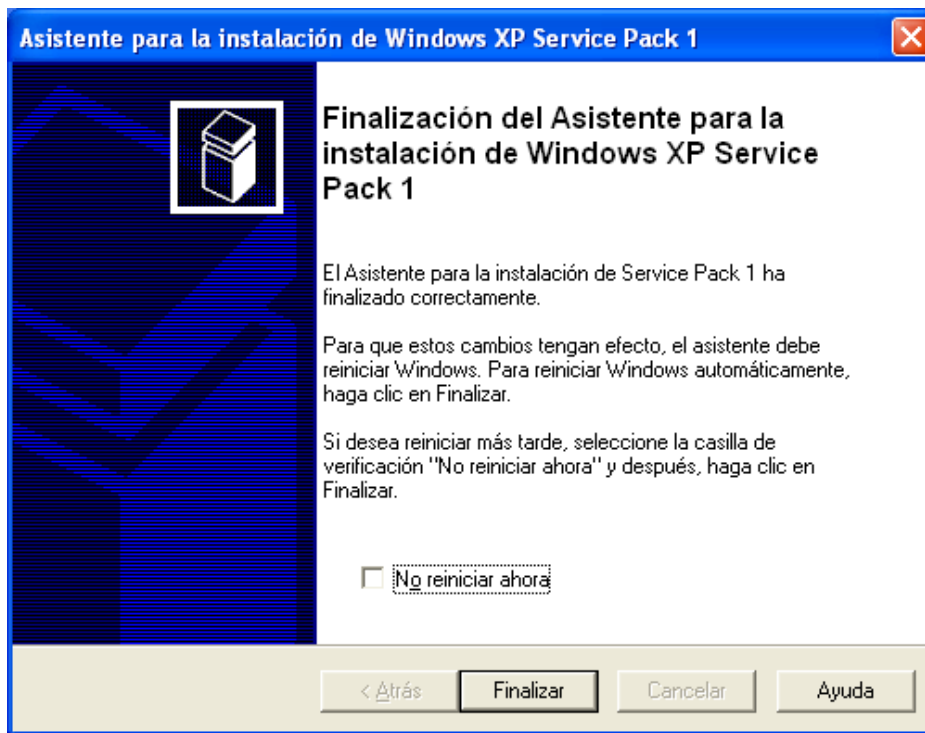 Asistente para la instalación de Windows XP Service Pack 1
Finalización del Asistente para la
instalación de Windows XP Service
Pack 1
El Asistente para la instalación de Service Pack 1 ha
finalizado correctamente.
Para que estos cambios tengan efecto, el asistente debe
reiniciar Windows. Para reiniciar Windows automáticamente,
haga clic en Finalizar.
Si desea reiniciar más tarde, seleccione la casilla de
verificación "No reiniciar ahora" y después, haga clic en
Finalizar.
No reiniciar ahora
< Atrás
Finalizar
Cancelar
Ayuda